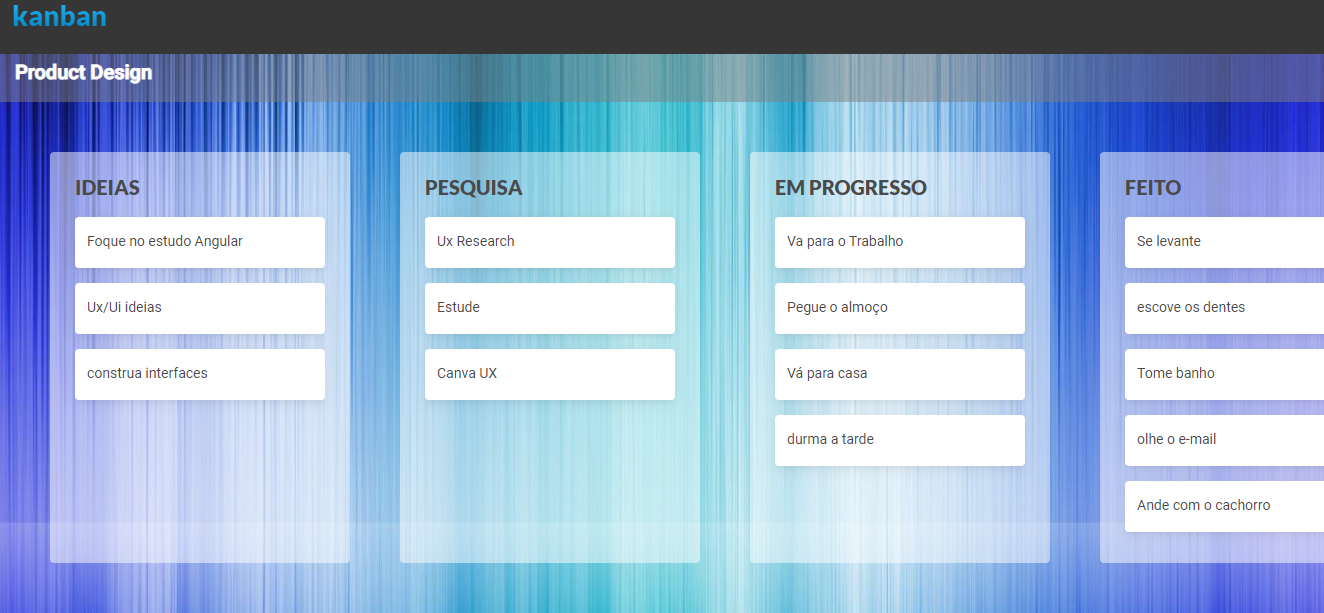 kanban
Product Design
IDEIAS
Foque no estudo Angular
Ux/Ui ideias
construa interfaces
PESQUISA
Ux Research
Estude
Canva UX
EM PROGRESSO
Va para o Trabalho
Pegue o almoço
Vá para casa
durma a tarde
FEITO
Se levante
escove os dentes
Tome banho
olhe o e-mail
Ande com o cachorro